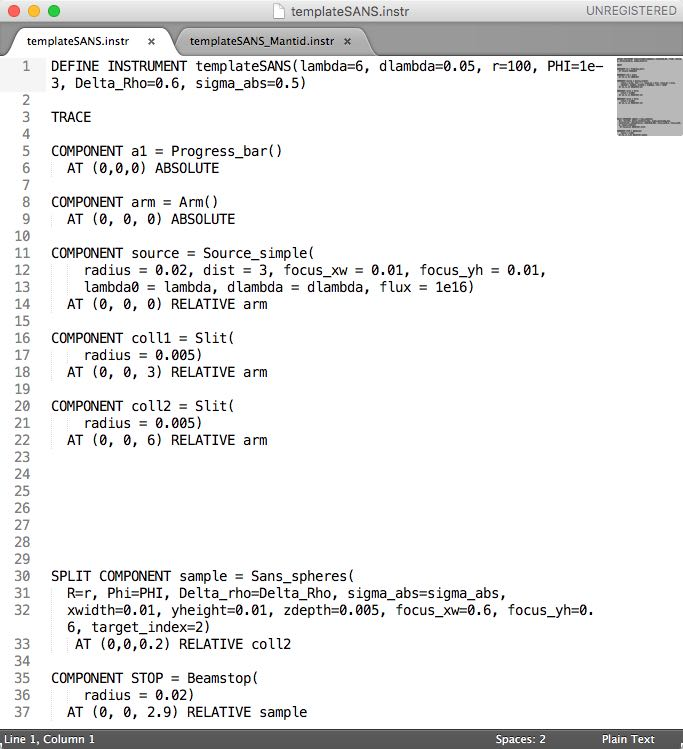 templateSANS.instr
UNREGISTERED
templateSANS.instr ×
templateSANS_Mantid.instr ×
1 DEFINE INSTRUMENT templateSANS(lambda=6, dlambda=0.05, r=100, PHI=1e-
3, Delta_Rho=0.6, sigma_abs=0.5)
2
3 TRACE
4
5 COMPONENT a1 = Progress_bar()
6 AT (0,0,0) ABSOLUTE
7
8 COMPONENT arm = Arm()
9 AT (0, 0, 0) ABSOLUTE
10
11 COMPONENT source = Source_simple(
12 radius = 0.02, dist = 3, focus_xw = 0.01, focus_yh = 0.01,
13 lambda0 = lambda, dlambda = dlambda, flux = 1e16)
14 AT (0, 0, 0) RELATIVE arm
15
16 COMPONENT coll1 = Slit(
17 radius = 0.005)
18 AT (0, 0, 3) RELATIVE arm
19
20 COMPONENT coll2 = Slit(
21 radius = 0.005)
22 AT (0, 0, 6) RELATIVE arm
23
24
25
26
27
28
29
30 SPLIT COMPONENT sample = Sans_spheres(
31 R=r, Phi=PHI, Delta_rho=Delta_Rho, sigma_abs=sigma_abs,
32 xwidth=0.01, yheight=0.01, zdepth=0.005, focus_xw=0.6, focus_yh=0.
6, target_index=2)
33 AT (0,0,0.2) RELATIVE coll2
34
35 COMPONENT STOP = Beamstop(
36 radius = 0.02)
37 AT (0, 0, 2.9) RELATIVE sample
Line 1, Column 1
Spaces: 2
Plain Text